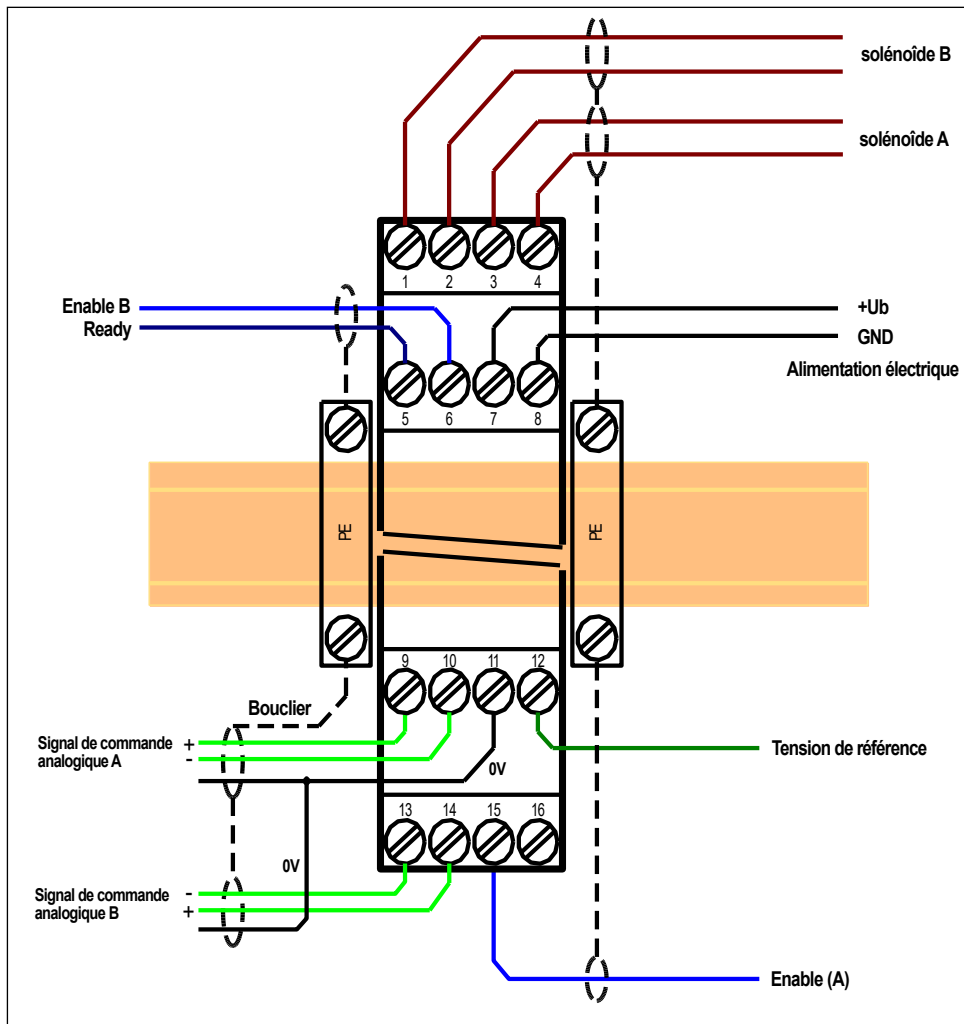 solénoîde B
solénoîde A
1 2 3 4
Enable B
Ready
+Ub
GND
Alimentation électrique
5 6 7 8
PE
PE
9 10 11 12
Bouclier
Signal de commande
analogique A
+
-
0V
Tension de référence
13 14 15 16
0V
Signal de commande
analogique B
-
+
Enable (A)